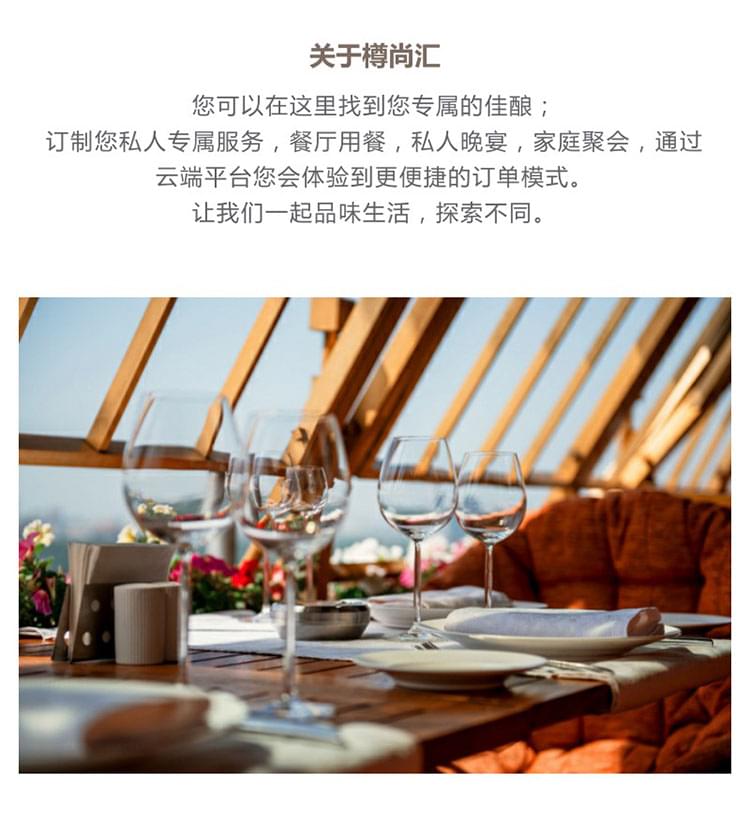 关于樽尚汇
您可以在这里找到您专属的佳酿；
订制您私人专属服务，餐厅用餐，私人晚宴，家庭聚会，通过
云端平台您会体验到更便捷的订单模式。
让我们一起品味生活，探索不同。